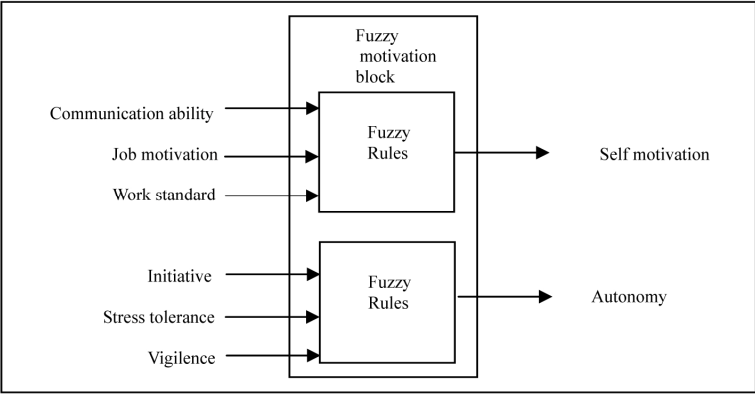 Fuzzy
motivation
block
Communication ability
Job motivation
Work standard
Fuzzy
Rules
Self motivation
Initiative
Stress tolerance
Vigilence
Fuzzy
Rules
Autonomy